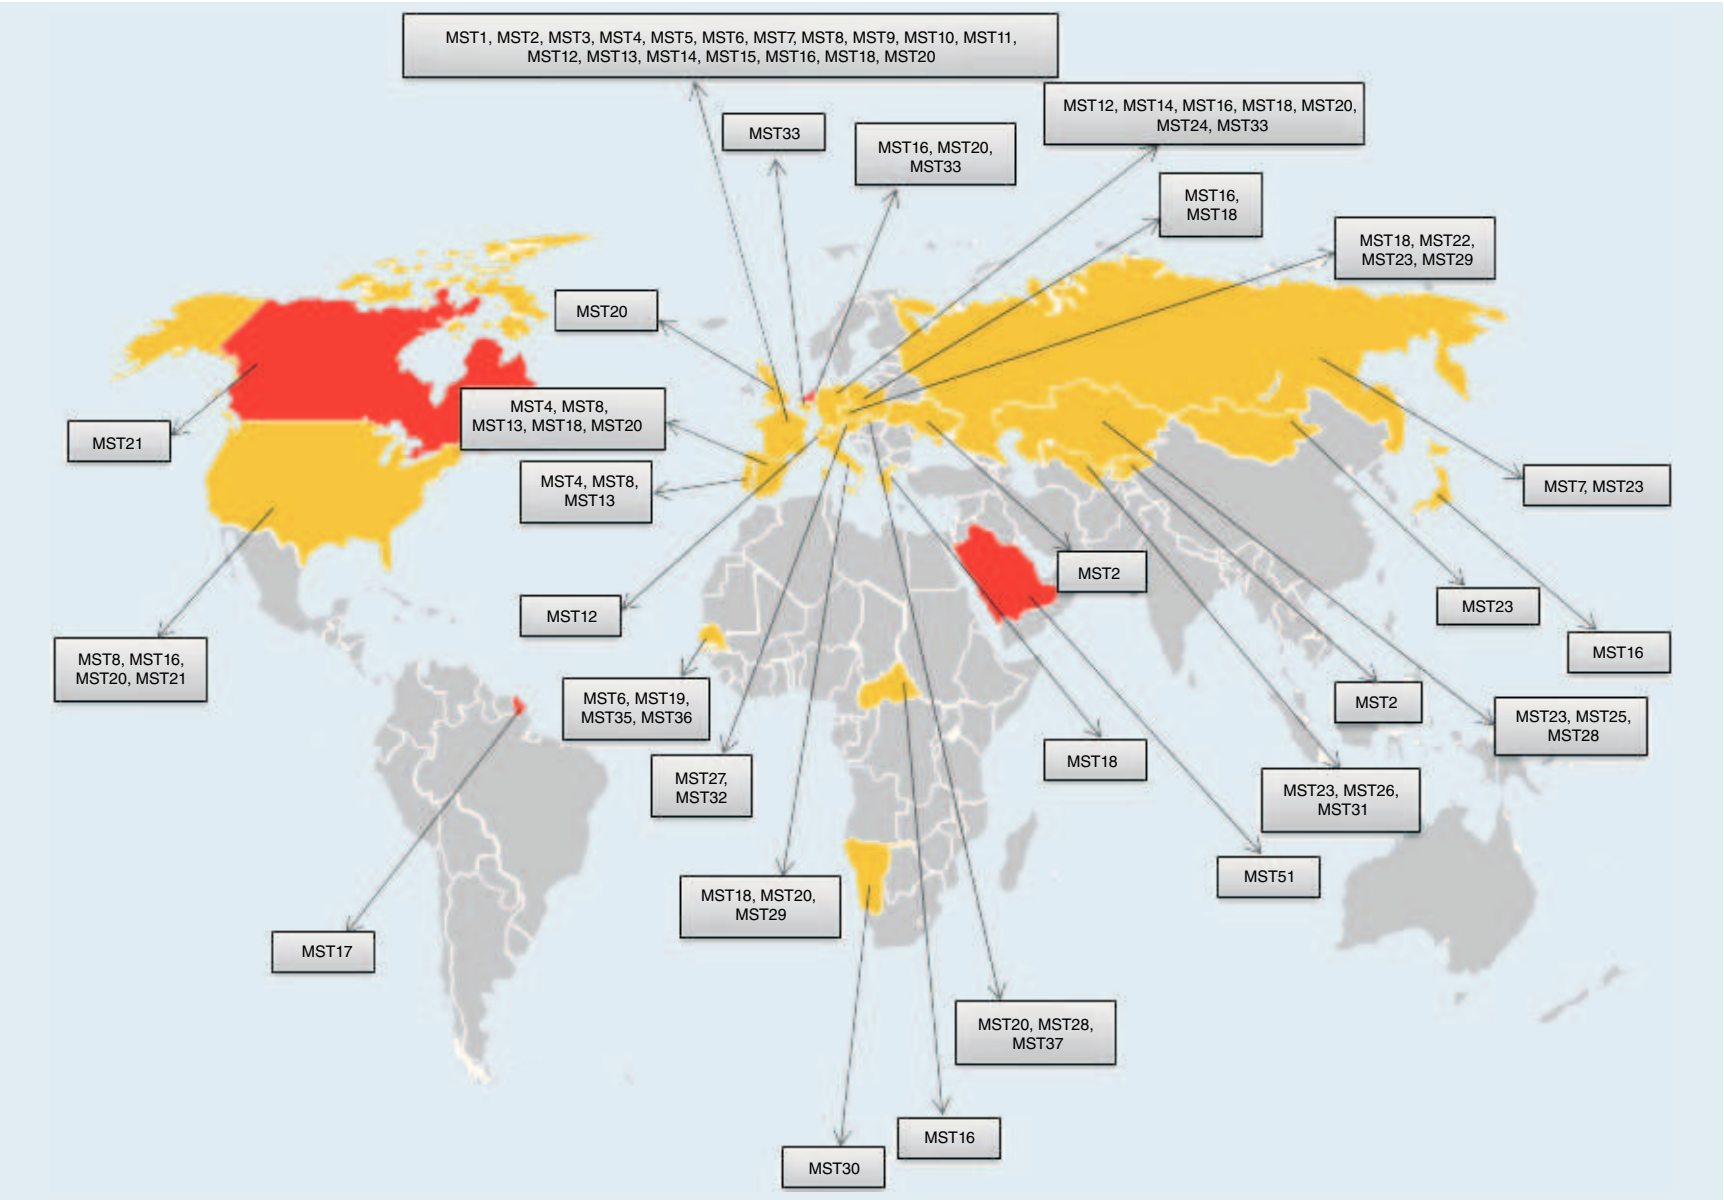 MST1, MST2, MST3, MST4, MST5, MST6, MST7, MST8, MST9, MST10, MST11,
MST12, MST13, MST14, MST15, MST16, MST18, MST20
MST33
MST16, MST20,
MST33
MST12, MST14, MST16, MST18, MST20,
MST24, MST33
MST16,
MST18
MST18, MST22,
MST23, MST29
MST20
MST4, MST8,
MST13, MST18, MST20
MST21
MST4, MST8,
MST13
MST7, MST23
MST2
MST12
MST23
MST16
MST8, MST16,
MST20, MST21
MST6, MST19,
MST35, MST36
MST2
MST23, MST25,
MST28
MST18
MST27,
MST32
MST23, MST26,
MST31
MST51
MST18, MST20,
MST29
MST17
MST20, MST28,
MST37
MST16
MST30